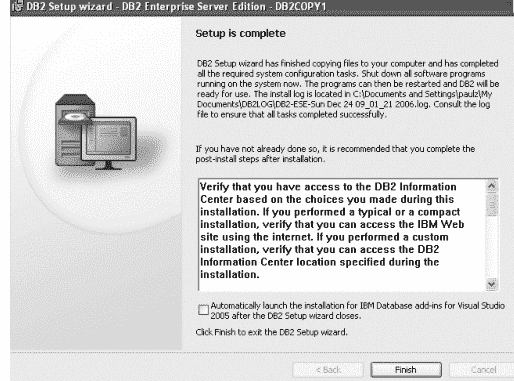 DB2 Setup wizard - DB2 Enterprise Server Edition - DB2COPY1
Setup is complete
DB2 Setup wizard has finished copying files to your computer and has completed
all the required system configuration tasks. Shut down all software programs
running on the system now. The programs can then be restarted and DB2 will be
ready for use. The install log is located in C:\Documents and Settings\paulz\My
Documents\DB2LOG\DB2-ESE-Sun Dec 24 09_01_21 2006.log. Consult the log
file to ensure that all tasks completed successfully.
If you have not already done so, it is recommended that you complete the
post-install steps after installation.
Verify that you have access to the DB2 Information
Center based on the choices you made during this
installation. If you performed a typical or a compact
installation, verify that you can access the IBM Web
site using the internet. If you performed a custom
installation, verify that you can access the DB2
Information Center location specified during the
installation.
Automatically launch the installation for IBM Database add-ins for Visual Studio
2005 after the DB2 Setup wizard closes.
Click Finish to exit the DB2 Setup wizard.
< Back
Finish
Cancel